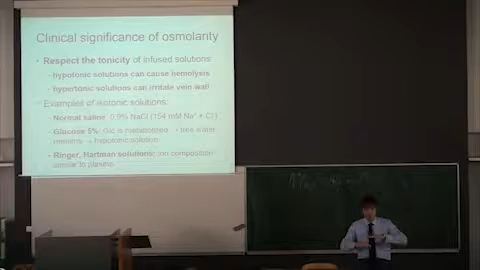 Clinical significance of osmolarity
• Respect the tonicity of infused solutions:
- hypotonic solutions can cause hemolysis
- hypertonic solutions can irritate vein wall
• Examples of isotonic solutions:
- Normal saline: 0.9% NaCl (154 mM Na⁺ + Cl⁻)
- Glucose 5%: Glc is metabolized → free water
remains → hypotonic solution
- Ringer, Hartman solutions: ion composition
similar to plasma